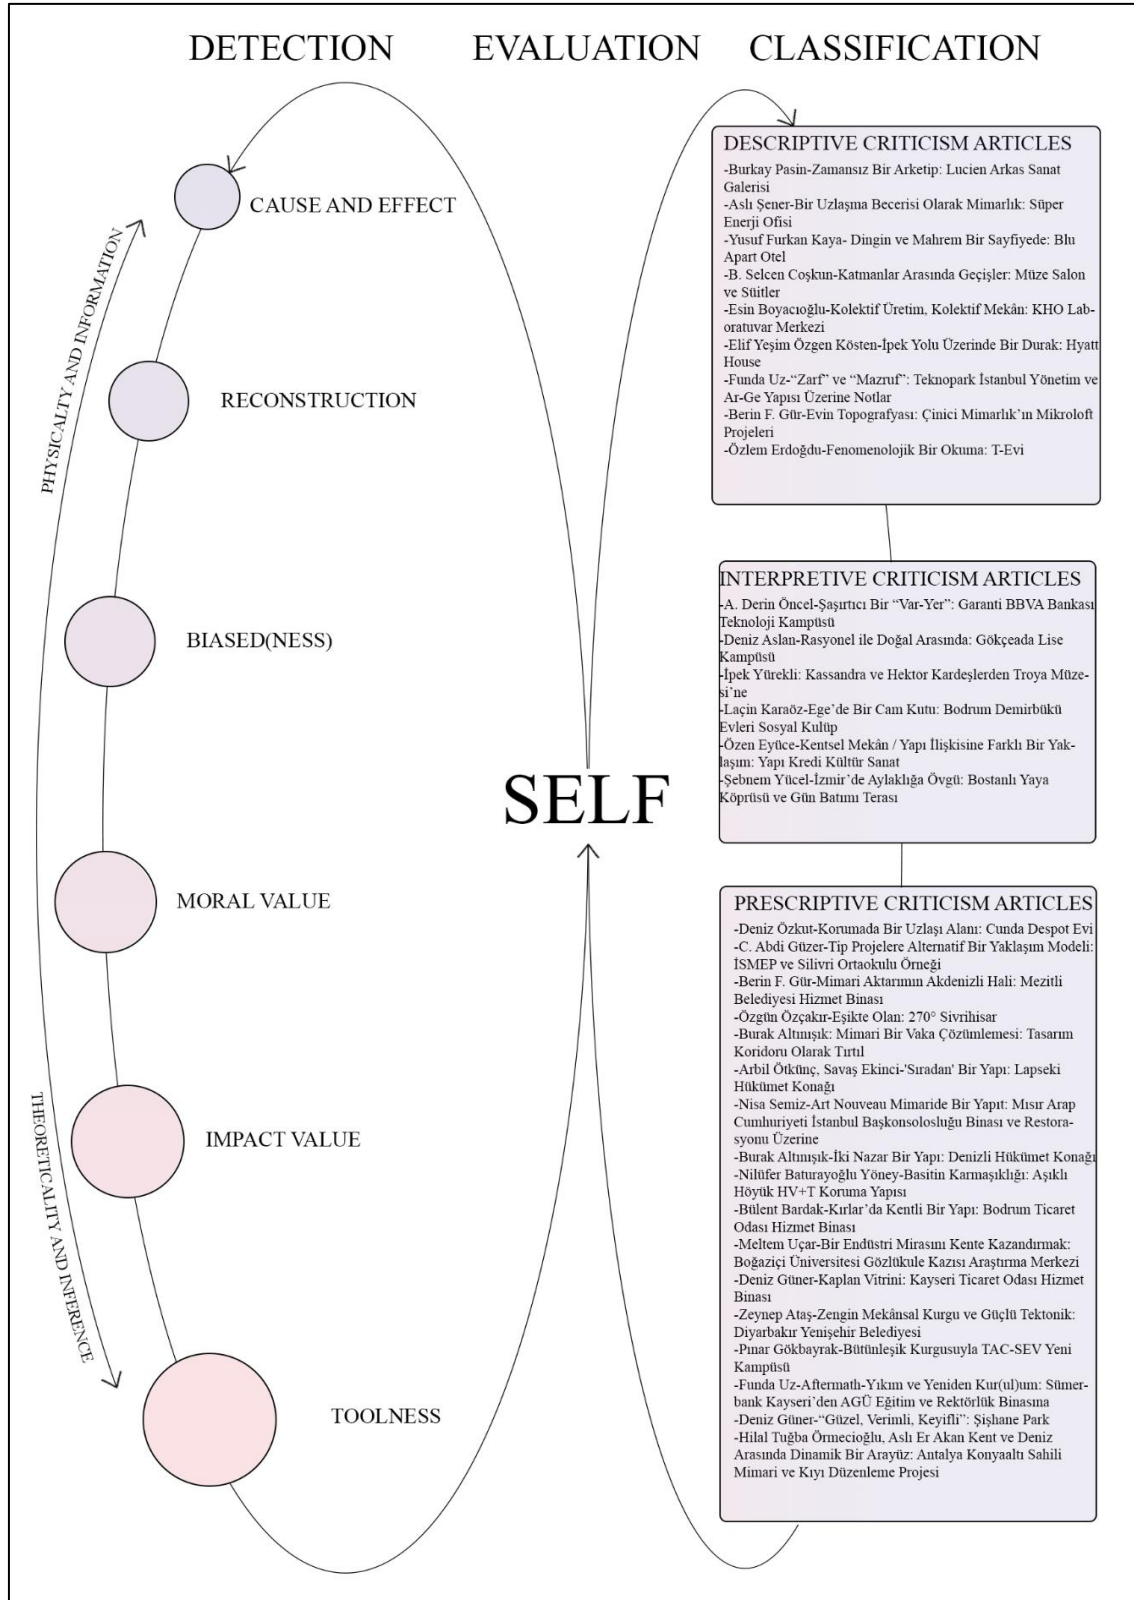 DETECTION EVALUATION CLASSIFICATION
CAUSE AND EFFECT
RECONSTRUCTION
BIASED(NESS)
MORAL VALUE
IMPACT VALUE
TOOLNESS
PHYSICALTY AND INFORMATION
THEORETICALITY AND INFERENCE
SELF
DESCRIPTIVE CRITICISM ARTICLES
-Burkay Pasin-Zamansız Bir Arketip: Lucien Arkas Sanat
Galerisi
-Aslı Şener-Bir Uzlaşma Becerisi Olarak Mimarlık: Süper
Enerji Ofisi
-Yusuf Furkan Kaya- Dingin ve Mahrem Bir Sayfiyede: Blu
Apart Otel
-B. Selcen Coşkun-Katmanlar Arasında Geçişler: Müze Salon
ve Süitler
-Esin Boyacıoğlu-Kolektif Üretim, Kolektif Mekân: KHO Lab-
oratuvar Merkezi
-Elif Yeşim Özgen Kösten-İpek Yolu Üzerinde Bir Durak: Hyatt
House
-Funda Uz-“Zarf” ve “Mazruf”: Teknopark İstanbul Yönetim ve
Ar-Ge Yapısı Üzerine Notlar
-Berin F. Gür-Evin Topografyası: Çinici Mimarlık’ın Mikroloft
Projeleri
-Özlem Erdoğdu-Fenomenolojik Bir Okuma: T-Evi
INTERPRETIVE CRITICISM ARTICLES
-A. Derin Öncel-Şaşırtıcı Bir “Var-Yer”: Garanti BBVA Bankası
Teknoloji Kampüsü
-Deniz Aslan-Rasyonel ile Doğal Arasında: Gökçeada Lise
Kampüsü
-İpek Yürekli: Kassandra ve Hektor Kardeşlerden Troya Müze-
si’ne
-Laçin Karaöz-Ege’de Bir Cam Kutu: Bodrum Demirbükü
Evleri Sosyal Kulüp
-Özen Eyüce-Kentsel Mekân / Yapı İlişkisine Farklı Bir Yak-
laşım: Yapı Kredi Kültür Sanat
-Şebnem Yücel-İzmir’de Aylaklığa Övgü: Bostanlı Yaya
Köprüsü ve Gün Batımı Terası
PRESCRIPTIVE CRITICISM ARTICLES
-Deniz Özkut-Korumada Bir Uzlaşı Alanı: Cunda Despot Evi
-C. Abdi Güzer-Tip Projelere Alternatif Bir Yaklaşım Modeli:
İSMEP ve Silivri Ortaokulu Örneği
-Berin F. Gür-Mimari Aktarımın Akdenizli Hali: Mezitli
Belediyesi Hizmet Binası
-Özgün Özçakır-Eşikte Olan: 270° Sivrihisar
-Burak Altınışık: Mimari Bir Vaka Çözümlemesi: Tasarım
Koridoru Olarak Tırtıl
-Arbil Ötkünç, Savaş Ekinci-'Sıradan' Bir Yapı: Lapseki
Hükümet Konağı
-Nisa Semiz-Art Nouveau Mimaride Bir Yapıt: Mısır Arap
Cumhuriyeti İstanbul Başkonsolosluğu Binası ve Restora-
syonu Üzerine
-Burak Altınışık-İki Nazar Bir Yapı: Denizli Hükümet Konağı
-Nilüfer Baturayoğlu Yöney-Basitin Karmaşıklığı: Aşıklı
Höyük HV+T Koruma Yapısı
-Bülent Bardak-Kırlar’da Kentli Bir Yapı: Bodrum Ticaret
Odası Hizmet Binası
-Meltem Uçar-Bir Endüstri Mirasını Kente Kazandırmak:
Boğaziçi Üniversitesi Gözlükule Kazısı Araştırma Merkezi
-Deniz Güner-Kaplan Vitrini: Kayseri Ticaret Odası Hizmet
Binası
-Zeynep Ataş-Zengin Mekânsal Kurgu ve Güçlü Tektonik:
Diyarbakır Yenişehir Belediyesi
-Pınar Gökbayrak-Bütünleşik Kurgusuyla TAC-SEV Yeni
Kampüsü
-Funda Uz-Aftermath-Yıkım ve Yeniden Kur(ul)um: Sümer-
bank Kayseri’den AGÜ Eğitim ve Rektörlük Binasına
-Deniz Güner-“Güzel, Verimli, Keyifli”: Şişhane Park
-Hilal Tuğba Örmecioğlu, Aslı Er Akan Kent ve Deniz
Arasında Dinamik Bir Arayüz: Antalya Konyaaltı Sahili
Mimari ve Kıyı Düzenleme Projesi